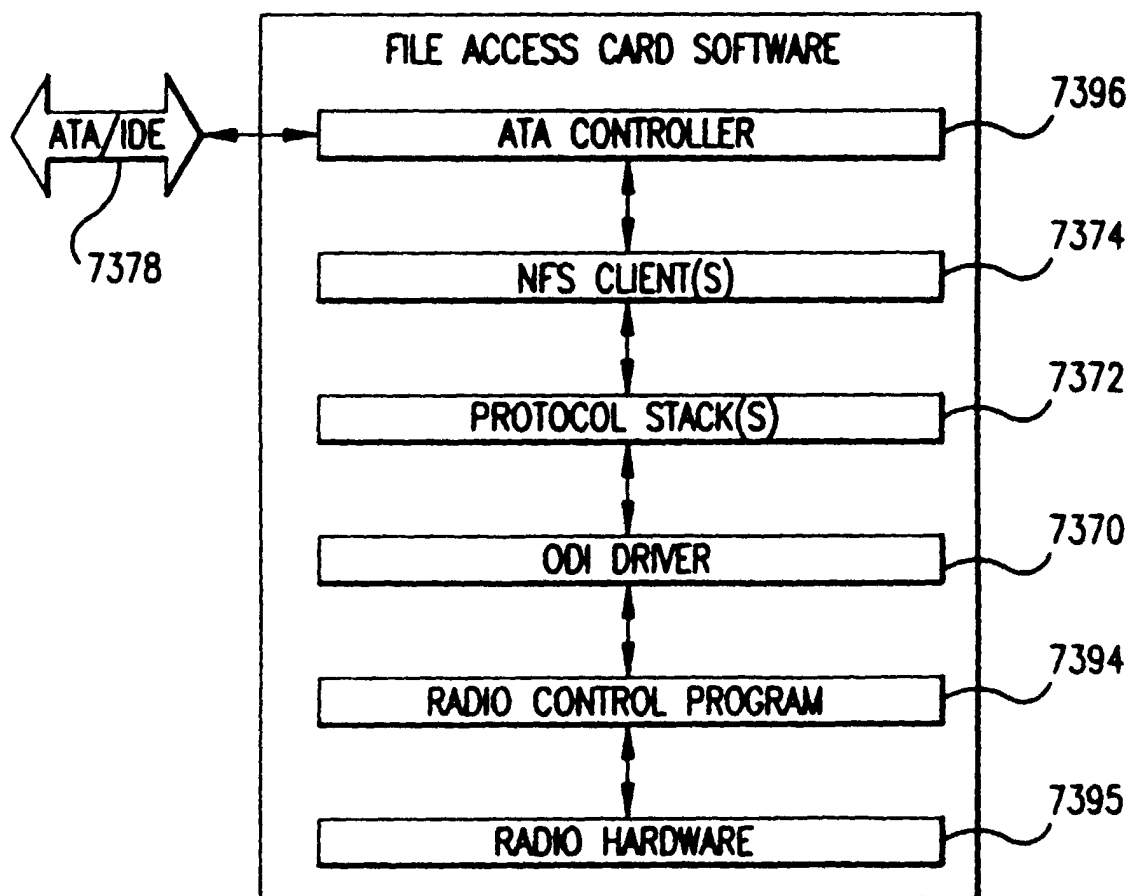 FILE ACCESS CARD SOFTWARE
7396
ATA/IDE
ATA CONTROLLER
7378
7374
NFS CLIENT(S)
7372
PROTOCOL STACK(S)
7370
ODI DRIVER
7394
RADIO CONTROL PROGRAM
7395
RADIO HARDWARE